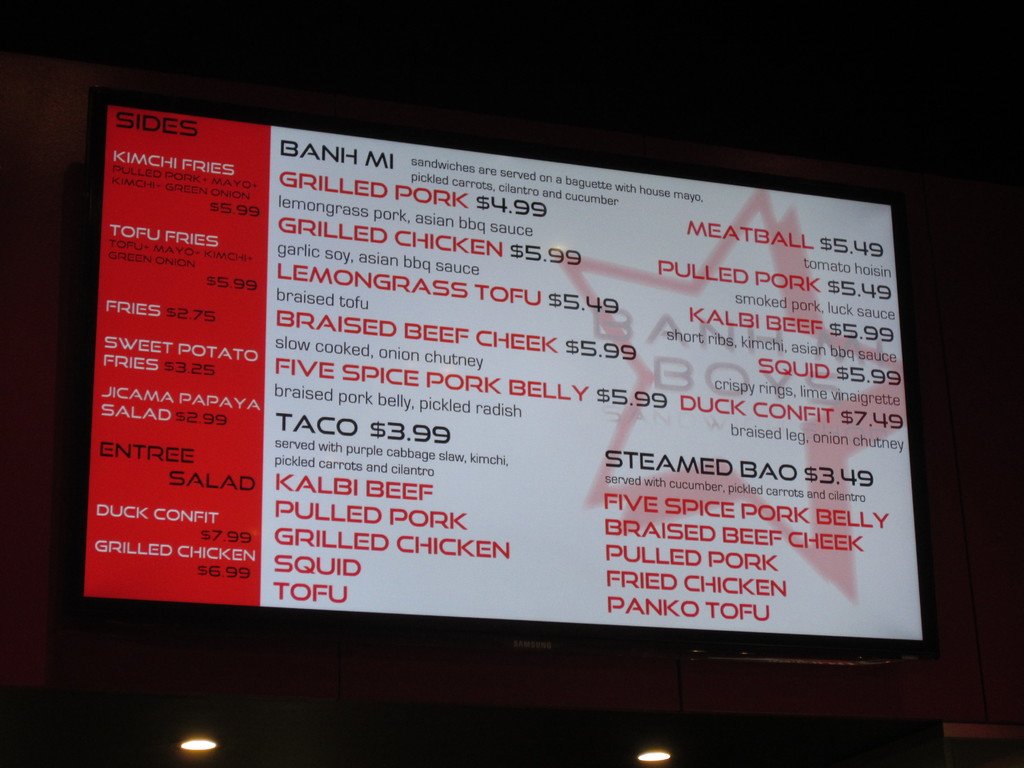 SIDES
KIMCHI FRIES
PULLED PORK+ MAYO+
KIMCHI+ GREEN ONION
$5.99
TOFU FRIES
TOFU+ MAYO+ KIMCHI+
GREEN ONION
$5.99
FRIES $2.75
SWEET POTATO
FRIES $3.25
JICAMA PAPAYA
SALAD $2.99
ENTREE
SALAD
DUCK CONFIT
$7.99
GRILLED CHICKEN
$6.99
BANH MI sandwiches are served on a baguette with house mayo,
pickled carrots, cilantro and cucumber
GRILLED PORK $4.99
lemongrass pork, asian bbq sauce
GRILLED CHICKEN $5.99
garlic soy, asian bbq sauce
LEMONGRASS TOFU $5.49
braised tofu
BRAISED BEEF CHEEK $5.99
slow cooked, onion chutney
FIVE SPICE PORK BELLY $5.99
braised pork belly, pickled radish
MEATBALL $5.49
tomato hoisin
PULLED PORK $5.49
smoked pork, luck sauce
KALBI BEEF $5.99
short ribs, kimchi, asian bbq sauce
SQUID $5.99
crispy rings, lime vinaigrette
DUCK CONFIT $7.49
braised leg, onion chutney
TACO $3.99
served with purple cabbage slaw, kimchi,
pickled carrots and cilantro
KALBI BEEF
PULLED PORK
GRILLED CHICKEN
SQUID
TOFU
STEAMED BAO $3.49
served with cucumber, pickled carrots and cilantro
FIVE SPICE PORK BELLY
BRAISED BEEF CHEEK
PULLED PORK
FRIED CHICKEN
PANKO TOFU
BANH MI
BOYS
SAMSUNG